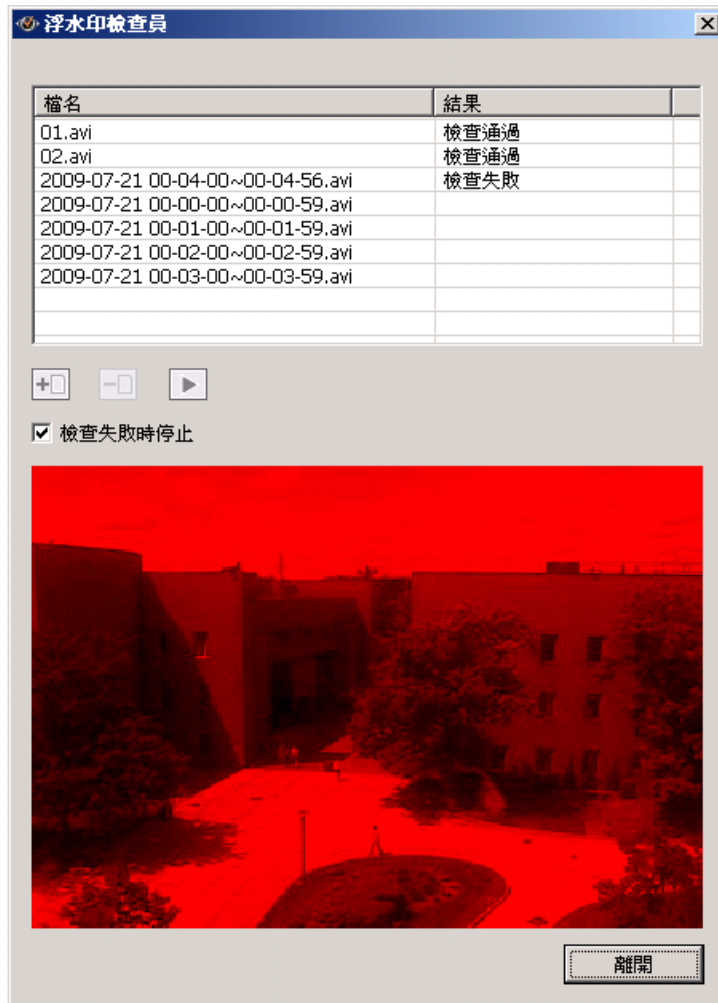 浮水印檢查員
檔名 結果
01.avi 檢查通過
02.avi 檢查通過
2009-07-21 00-04-00~00-04-56.avi 檢查失敗
2009-07-21 00-00-00~00-00-59.avi
2009-07-21 00-01-00~00-01-59.avi
2009-07-21 00-02-00~00-02-59.avi
2009-07-21 00-03-00~00-03-59.avi
檢查失敗時停止
離開